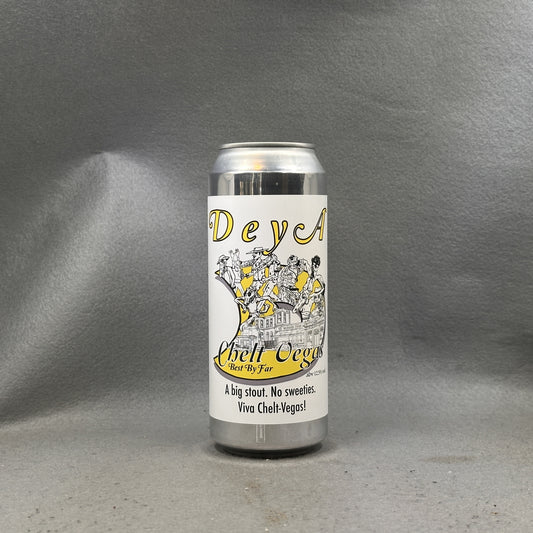 DeyA
Chelt Vegas
Best By Far
A big stout. No sweeties.
Viva Chelt-Vegas!